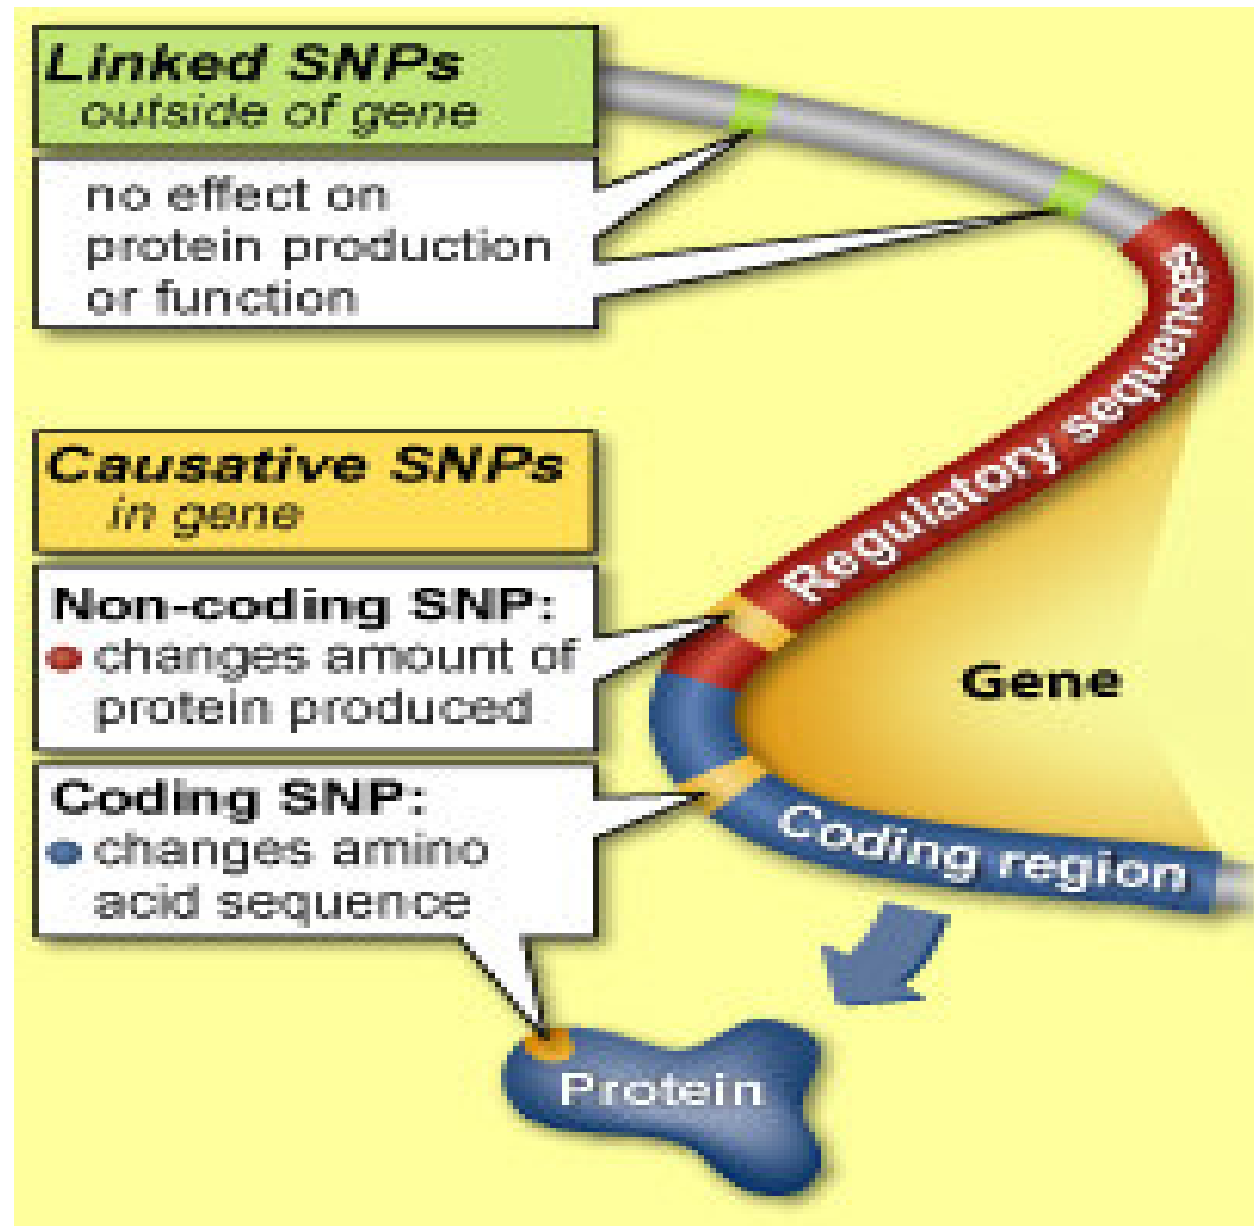 Linked SNPs
outside of gene
no effect on
protein production
or function
Causative SNPs
in gene
Non-coding SNP:
changes amount of
protein produced
Coding SNP:
changes amino
acid sequence
Regulatory sequences
Gene
Coding region
Protein